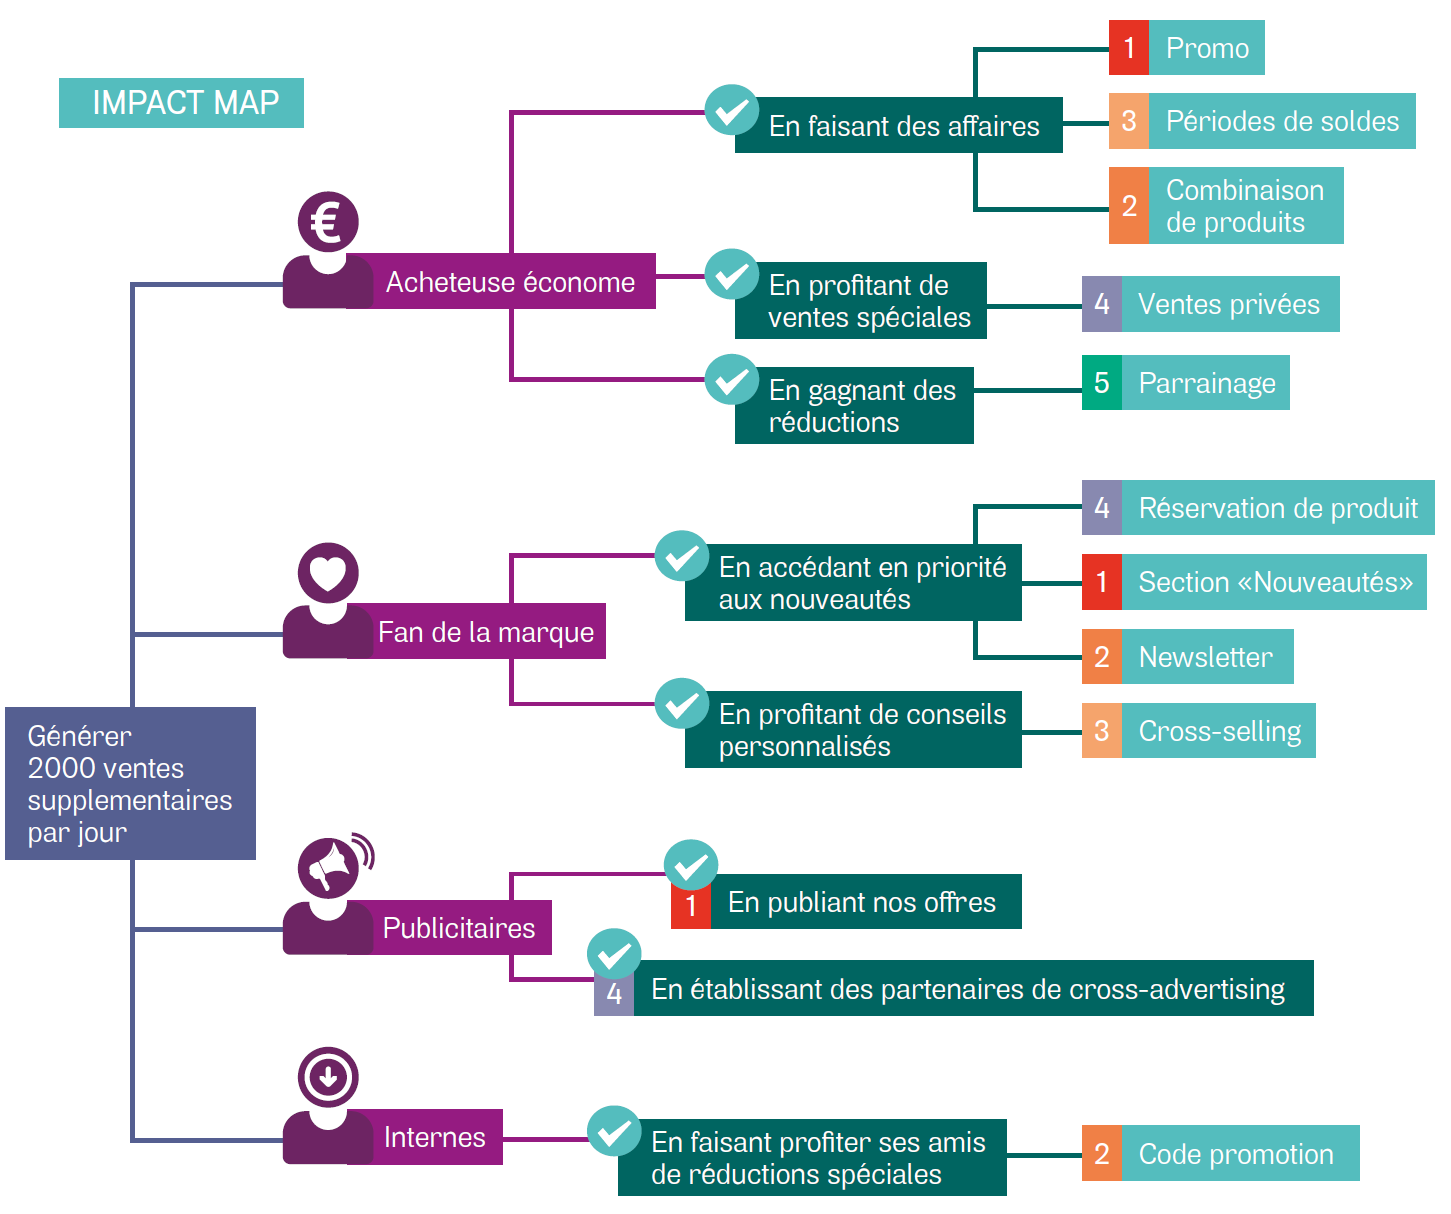 IMPACT MAP
1 Promo
En faisant des affaires
3 Périodes de soldes
2 Combinaison
de produits
€
Acheteuse économe
En profitant de
ventes spéciales
4 Ventes privées
En gagnant des
réductions
5 Parrainage
Fan de la marque
En accédant en priorité
aux nouveautés
4 Réservation de produit
1 Section «Nouveautés»
2 Newsletter
En profitant de conseils
personnalisés
3 Cross-selling
Générer
2000 ventes
supplementaires
par jour
Publicitaires
1 En publiant nos offres
4 En établissant des partenaires de cross-advertising
Internes
En faisant profiter ses amis
de réductions spéciales
2 Code promotion